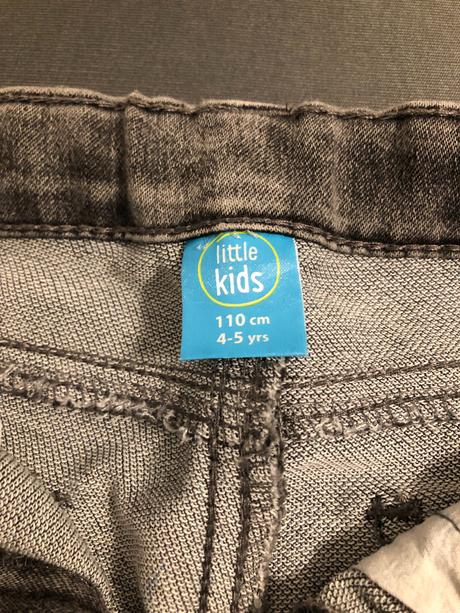 little
kids
110 cm
4-5 yrs